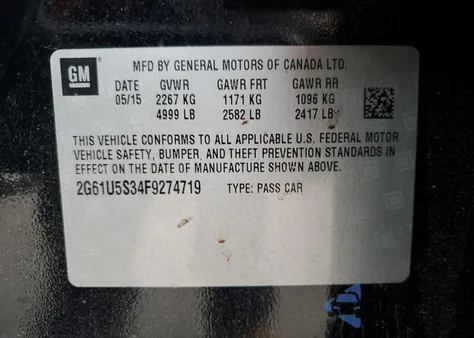 GM MFD BY GENERAL MOTORS OF CANADA LTD.
DATE GVWR GAWR FRT GAWR RR
05/15 2267 KG 1171 KG 1096 KG
4999 LB 2582 LB 2417 LB
THIS VEHICLE CONFORMS TO ALL APPLICABLE U.S. FEDERAL MOTOR
VEHICLE SAFETY, BUMPER, AND THEFT PREVENTION STANDARDS IN
EFFECT ON THE DATE OF MANUFACTURE SHOWN ABOVE.
2G61U5S34F9274719 TYPE: PASS CAR